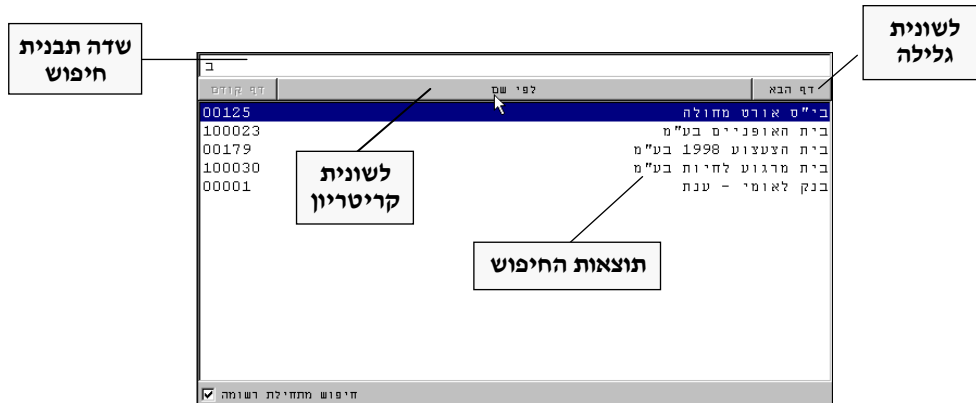 לשונית
גלילה
שדה תבנית
חיפוש
ב
דף הבא
לפי שם
דף קודם
בי"ס אורט מחולה 00125
בית האופניים בע"מ 100023
בית הצעצוע 1998 בע"מ 00179
בית מרגוע לחיות בע"מ 100030
בנק לאומי - ענת 00001
לשונית
קריטריון
תוצאות החיפוש
חיפוש מתחילת רשומה